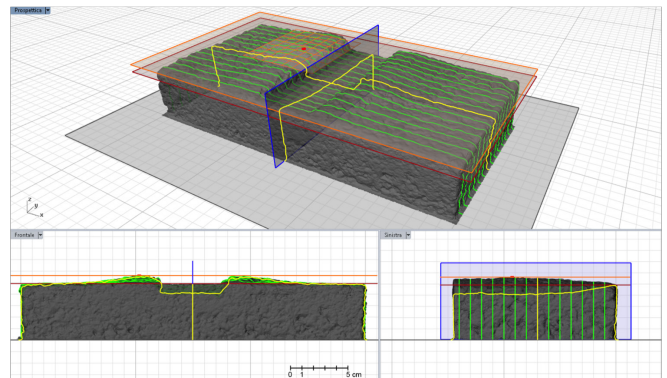 Prospettica
z
y
x
Frontale
Sinistra
0 1 5 cm